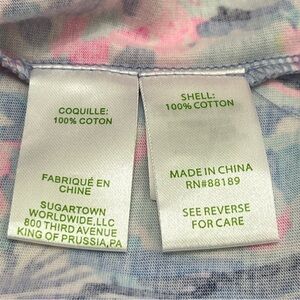 COQUILLE:
100% COTON
FABRIQUÉ EN
CHINE
SUGARTOWN
WORLDWIDE,LLC
800 THIRD AVENUE
KING OF PRUSSIA,PA
SHELL:
100% COTTON
MADE IN CHINA
RN#88189
SEE REVERSE
FOR CARE